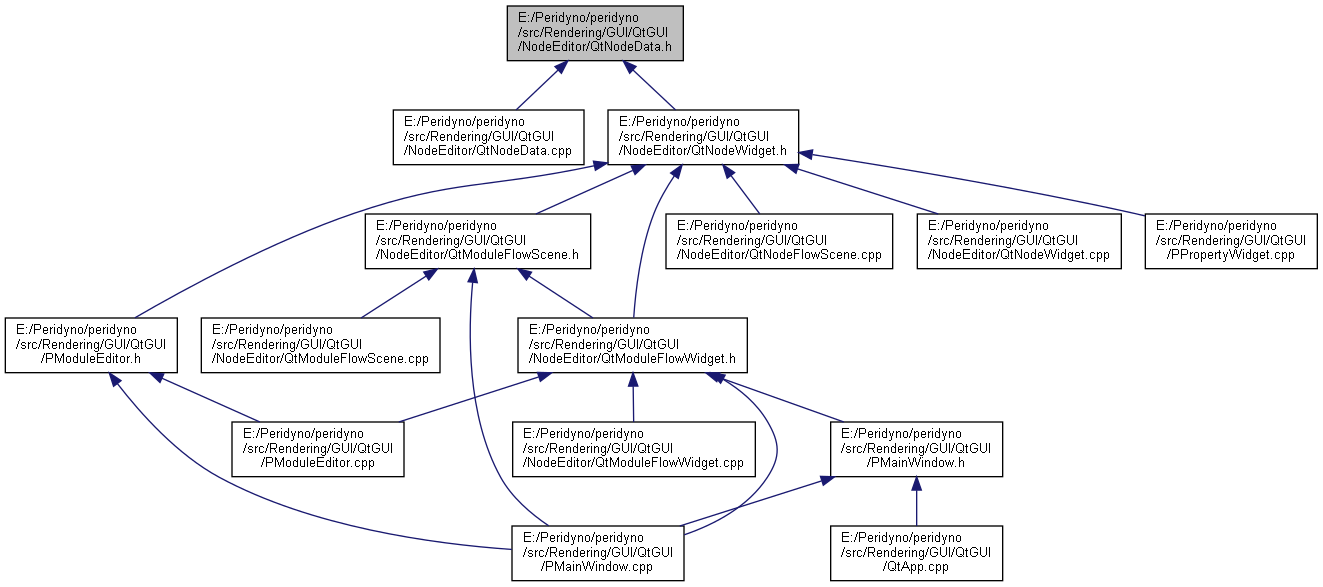 E:/Peridyno/peridyno
/src/Rendering/GUI/QtGUI
/NodeEditor/QtNodeData.h
E:/Peridyno/peridyno
/src/Rendering/GUI/QtGUI
/NodeEditor/QtNodeData.cpp
E:/Peridyno/peridyno
/src/Rendering/GUI/QtGUI
/NodeEditor/QtNodeWidget.h
E:/Peridyno/peridyno
/src/Rendering/GUI/QtGUI
/NodeEditor/QtModuleFlowScene.h
E:/Peridyno/peridyno
/src/Rendering/GUI/QtGUI
/NodeEditor/QtNodeFlowScene.cpp
E:/Peridyno/peridyno
/src/Rendering/GUI/QtGUI
/NodeEditor/QtNodeWidget.cpp
E:/Peridyno/peridyno
/src/Rendering/GUI/QtGUI
/PPropertyWidget.cpp
E:/Peridyno/peridyno
/src/Rendering/GUI/QtGUI
/PModuleEditor.h
E:/Peridyno/peridyno
/src/Rendering/GUI/QtGUI
/NodeEditor/QtModuleFlowScene.cpp
E:/Peridyno/peridyno
/src/Rendering/GUI/QtGUI
/NodeEditor/QtModuleFlowWidget.h
E:/Peridyno/peridyno
/src/Rendering/GUI/QtGUI
/PModuleEditor.cpp
E:/Peridyno/peridyno
/src/Rendering/GUI/QtGUI
/NodeEditor/QtModuleFlowWidget.cpp
E:/Peridyno/peridyno
/src/Rendering/GUI/QtGUI
/PMainWindow.h
E:/Peridyno/peridyno
/src/Rendering/GUI/QtGUI
/PMainWindow.cpp
E:/Peridyno/peridyno
/src/Rendering/GUI/QtGUI
/QtApp.cpp